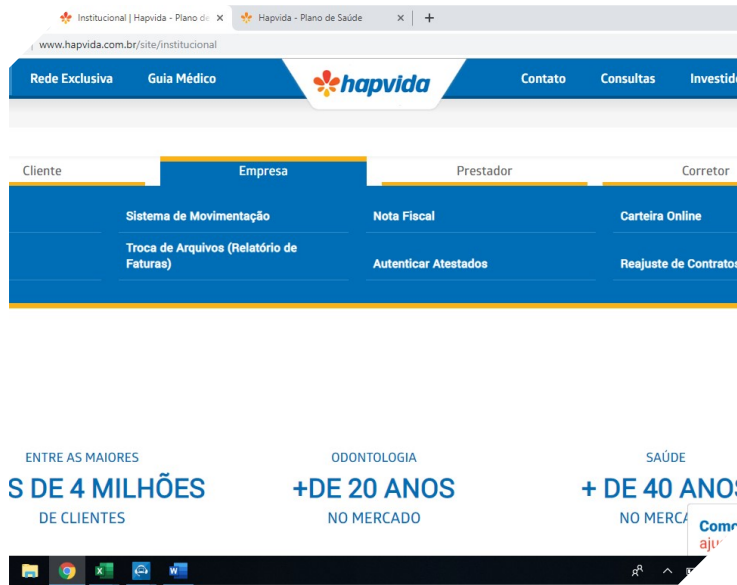 Institucional | Hapvida - Plano de
Hapvida - Plano de Saúde
www.hapvida.com.br/site/institucional
Rede Exclusiva
Guia Médico
hapvida
Contato
Consultas
Cliente
Empresa
Prestador
Corretor
Sistema de Movimentação
Nota Fiscal
Carteira Online
Troca de Arquivos (Relatório de
Faturas)
Autenticar Atestados
Reajuste de Contratos
ENTRE AS MAIORES
ODONTOLOGIA
SAÚDE
S DE 4 MILHÕES
+DE 20 ANOS
+ DE 40 ANOS
DE CLIENTES
NO MERCADO
NO MERCA